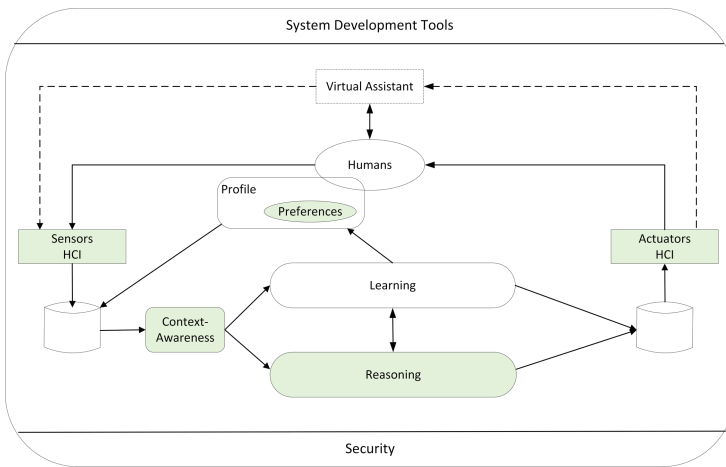 System Development Tools
Virtual Assistant
Humans
Profile
Preferences
Sensors
HCI
Actuators
HCI
Learning
Context-
Awareness
Reasoning
Security